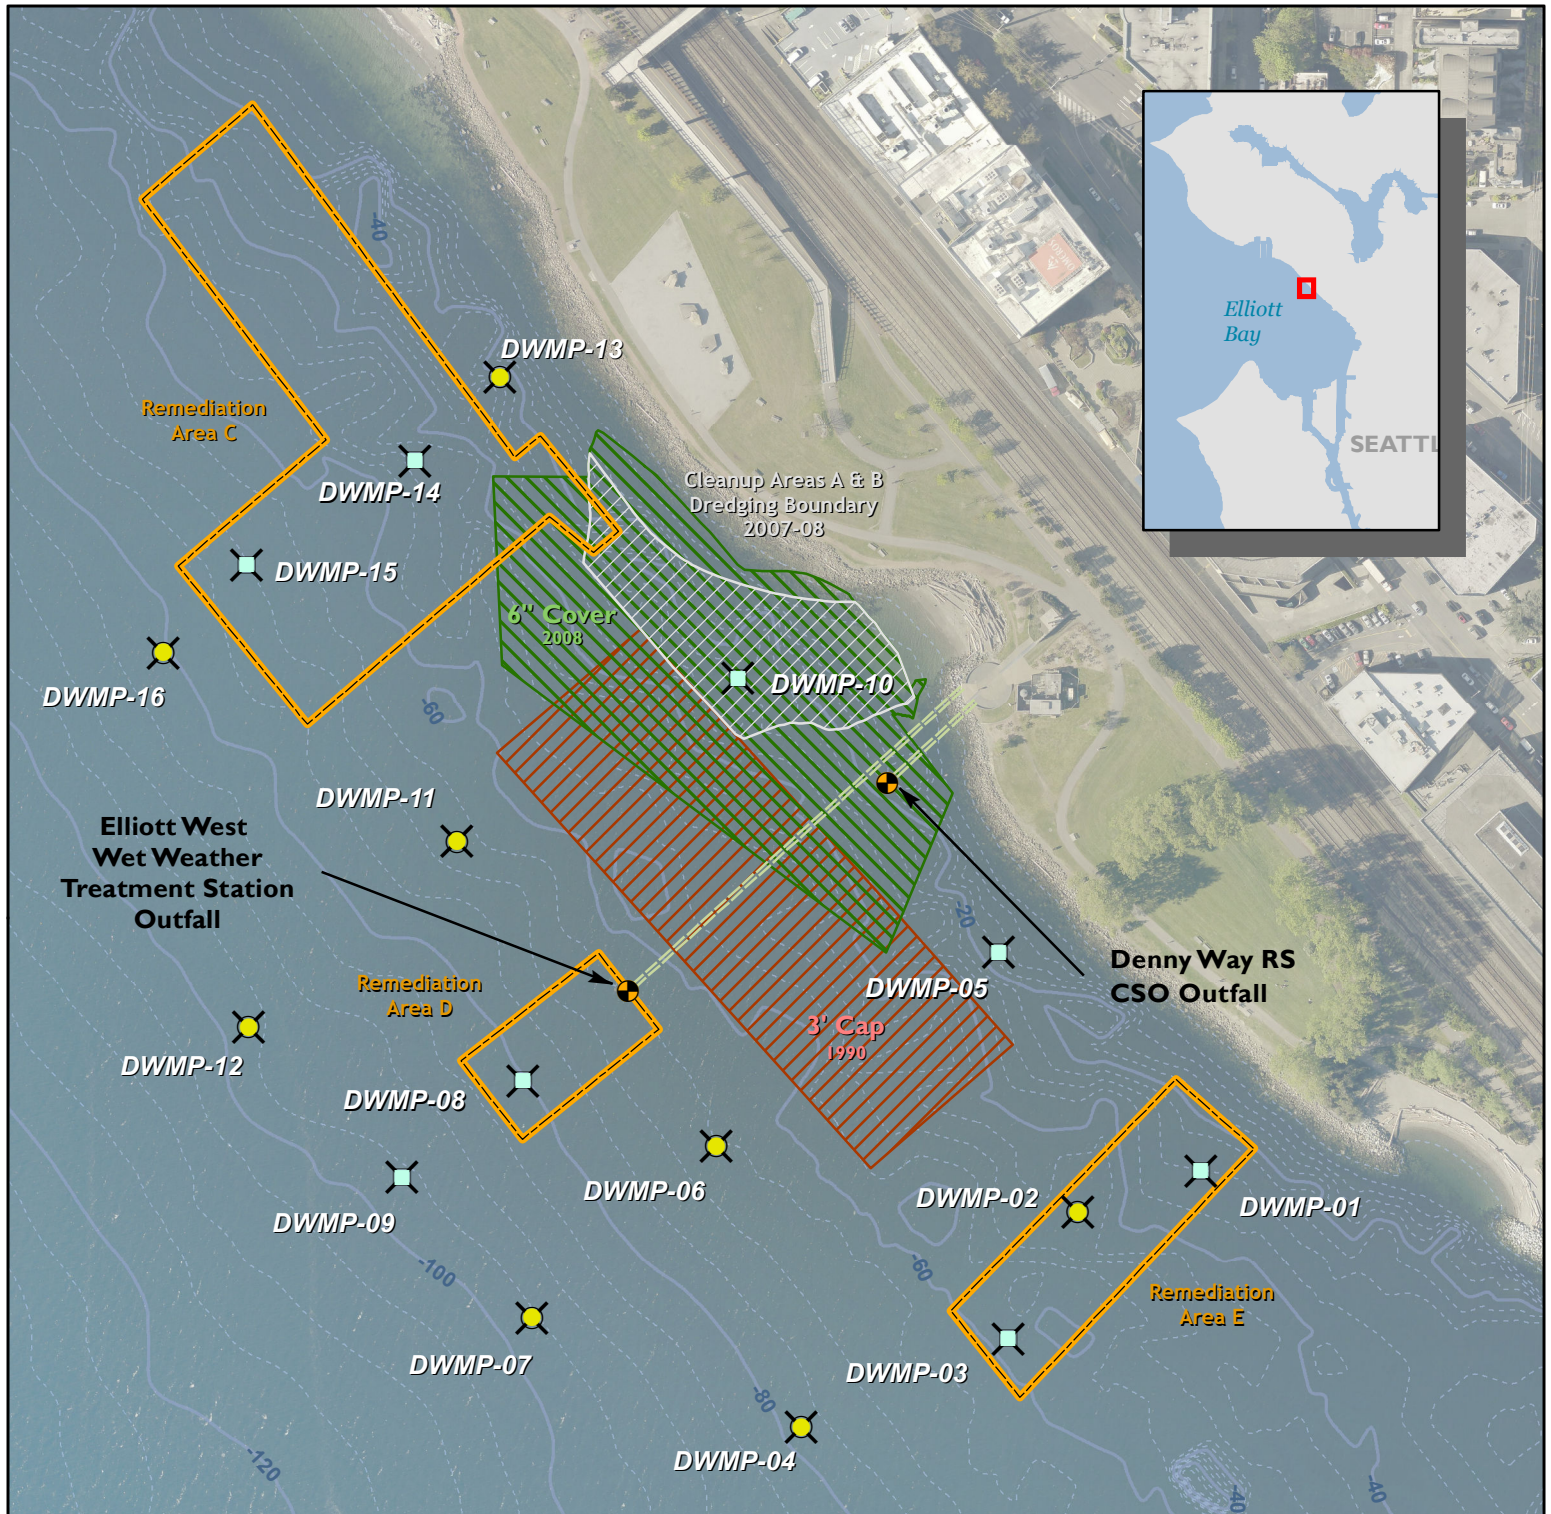 -40
DWMP-13
Remediation
Area C
DWMP-14
DWMP-15
DWMP-16
Cleanup Areas A & B
Dredging Boundary
2007-08
6" Cover
2008
DWMP-10
-60
DWMP-11
Elliott West
Wet Weather
Treatment Station
Outfall
Elliott
Bay
SEATTL
-20
DWMP-05
Denny Way RS
CSO Outfall
3' Cap
1990
Remediation
Area D
DWMP-12
DWMP-08
DWMP-09
DWMP-06
DWMP-02
DWMP-01
-100
-60
Remediation
Area E
DWMP-07
DWMP-03
-80
DWMP-04
-120
-40
-40